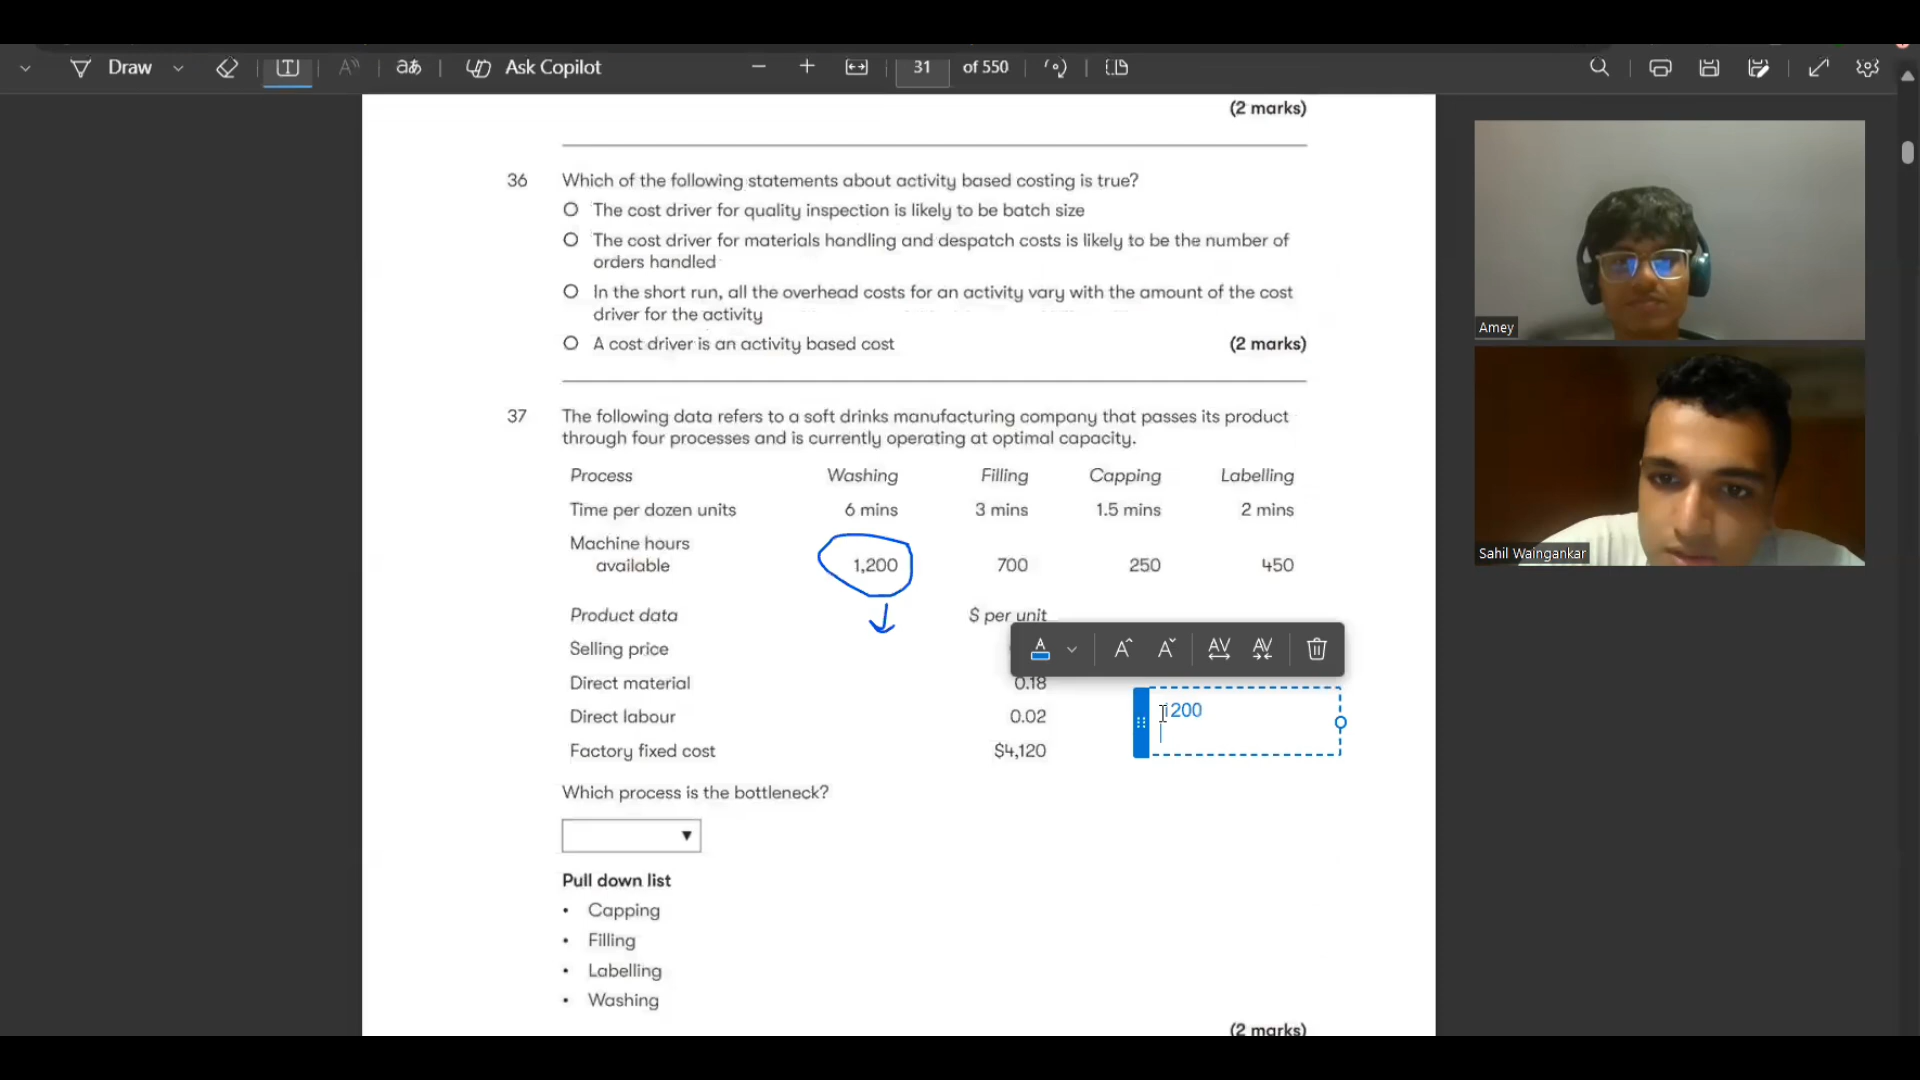 Draw
aあ
Ask Copilot
31 of 550
(2 marks)
36 Which of the following statements about activity based costing is true?
The cost driver for quality inspection is likely to be batch size
The cost driver for materials handling and despatch costs is likely to be the number of
orders handled
In the short run, all the overhead costs for an activity vary with the amount of the cost
driver for the activity
A cost driver is an activity based cost (2 marks)
37 The following data refers to a soft drinks manufacturing company that passes its product
through four processes and is currently operating at optimal capacity.
Process Washing Filling Capping Labelling
Time per dozen units 6 mins 3 mins 1.5 mins 2 mins
Machine hours
available 1,200 700 250 450
Product data $ per unit
Selling price
Direct material 0.18
Direct labour 0.02
Factory fixed cost $4,120
1200
Which process is the bottleneck?
Pull down list
• Capping
• Filling
• Labelling
• Washing
(2 marks)
Amey
Sahil Waingankar